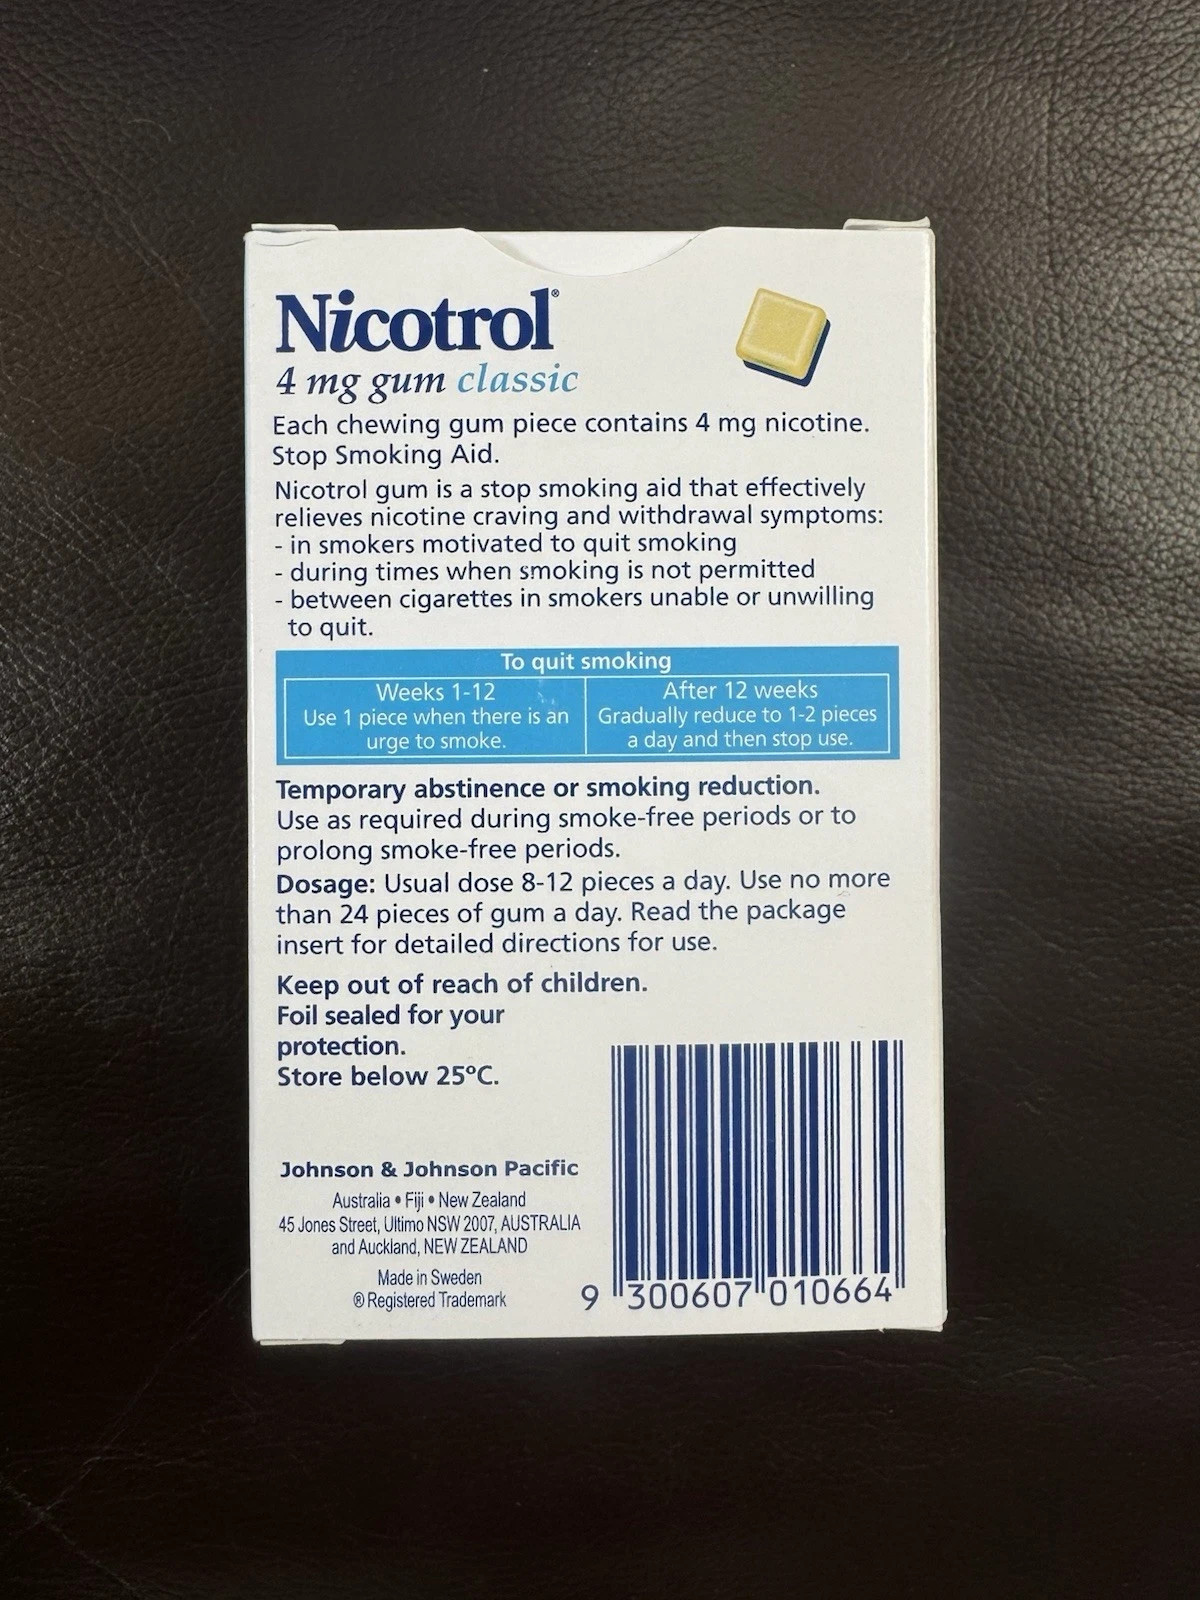 Nicotrol®
4 mg gum classic
Each chewing gum piece contains 4 mg nicotine.
Stop Smoking Aid.
Nicotrol gum is a stop smoking aid that effectively
relieves nicotine craving and withdrawal symptoms:
- in smokers motivated to quit smoking
- during times when smoking is not permitted
- between cigarettes in smokers unable or unwilling
to quit.
To quit smoking
Weeks 1-12
Use 1 piece when there is an
urge to smoke.
After 12 weeks
Gradually reduce to 1-2 pieces
a day and then stop use.
Temporary abstinence or smoking reduction.
Use as required during smoke-free periods or to
prolong smoke-free periods.
Dosage: Usual dose 8-12 pieces a day. Use no more
than 24 pieces of gum a day. Read the package
insert for detailed directions for use.
Keep out of reach of children.
Foil sealed for your
protection.
Store below 25ºC.
Johnson & Johnson Pacific
Australia • Fiji • New Zealand
45 Jones Street, Ultimo NSW 2007, AUSTRALIA
and Auckland, NEW ZEALAND
Made in Sweden
® Registered Trademark
9 300607 010664